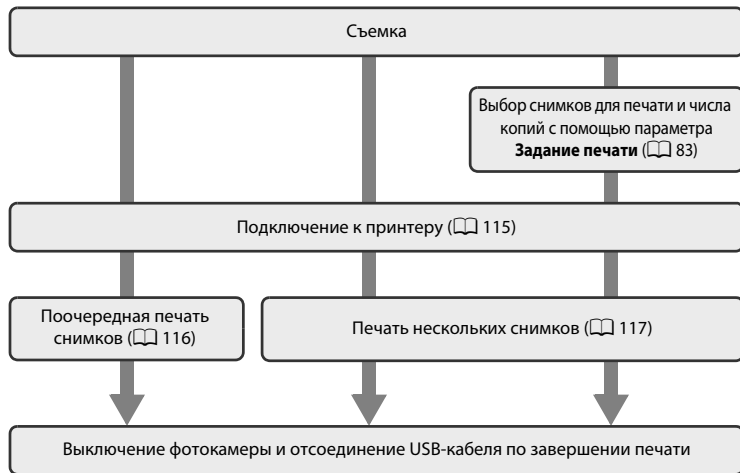 Съемка
Выбор снимков для печати и числа
копий с помощью параметра
Задание печати (📖 83)
Подключение к принтеру (📖 115)
Поочередная печать
снимков (📖 116)
Печать нескольких снимков (📖 117)
Выключение фотокамеры и отсоединение USB-кабеля по завершении печати